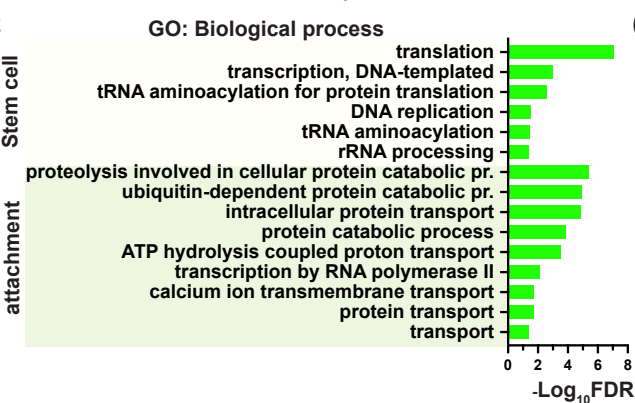 GO: Biological process
Stem cell
translation
transcription, DNA-templated
tRNA aminoacylation for protein translation
DNA replication
tRNA aminoacylation
rRNA processing
attachment
proteolysis involved in cellular protein catabolic pr.
ubiquitin-dependent protein catabolic pr.
intracellular protein transport
protein catabolic process
ATP hydrolysis coupled proton transport
transcription by RNA polymerase II
calcium ion transmembrane transport
protein transport
transport
0 2 4 6 8
-Log₁₀FDR